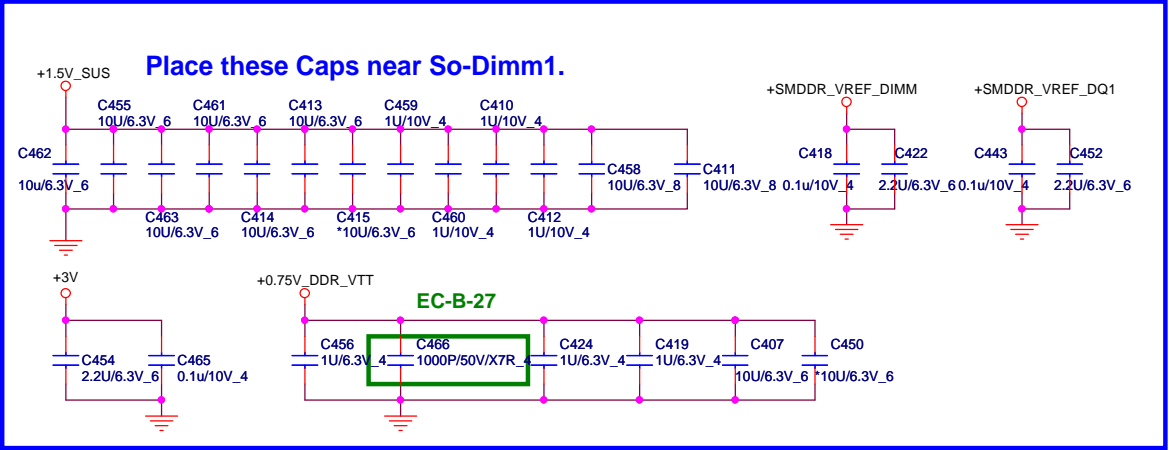 Place these Caps near So-Dimm1.
+1.5V_SUS
+SMDDR_VREF_DIMM
+SMDDR_VREF_DQ1
C455
10U/6.3V_6
C461
10U/6.3V_6
C413
10U/6.3V_6
C459
1U/10V_4
C410
1U/10V_4
C462
10u/6.3V_6
C458
10U/6.3V_8
C411
10U/6.3V_8
C418
0.1u/10V_4
C422
2.2U/6.3V_6
C443
0.1u/10V_4
C452
2.2U/6.3V_6
C463
10U/6.3V_6
C414
10U/6.3V_6
C415
*10U/6.3V_6
C460
1U/10V_4
C412
1U/10V_4
+3V
+0.75V_DDR_VTT
EC-B-27
C454
2.2U/6.3V_6
C465
0.1u/10V_4
C456
1U/6.3V_4
C466
1000P/50V/X7R_4
C424
1U/6.3V_4
C419
1U/6.3V_4
C407
10U/6.3V_6
C450
*10U/6.3V_6